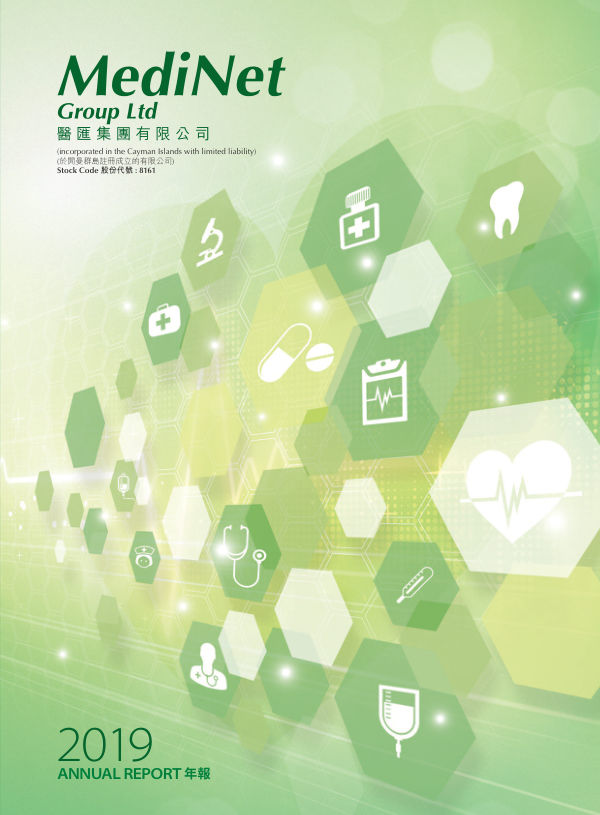 MediNet
Group Ltd
醫匯集團有限公司
(incorporated in the Cayman Islands with limited liability)
(於開曼群島註冊成立的有限公司)
Stock Code 股份代號 : 8161
2019
ANNUAL REPORT 年報